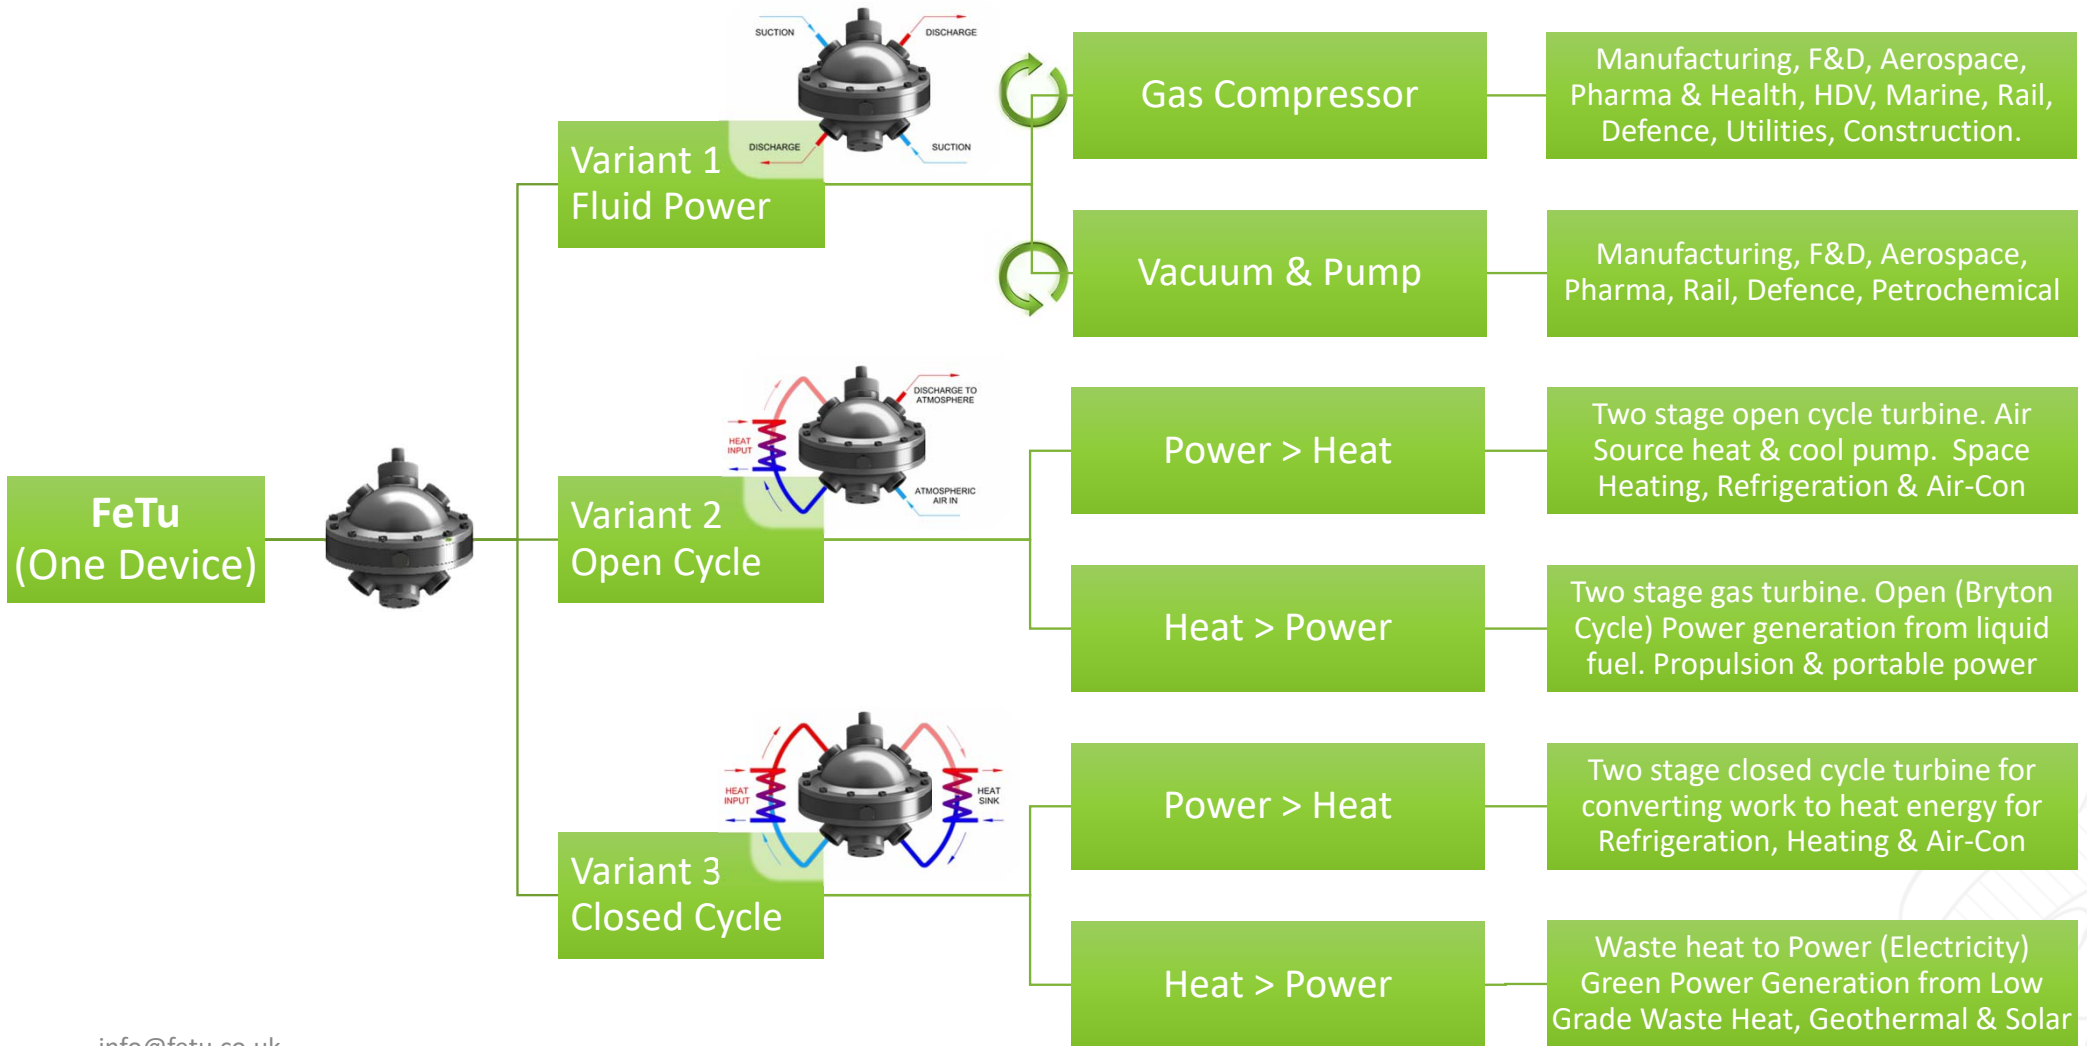 FeTu
(One Device)
SUCTION
DISCHARGE
DISCHARGE
SUCTION
Variant 1
Fluid Power
Gas Compressor
Manufacturing, F&D, Aerospace,
Pharma & Health, HDV, Marine, Rail,
Defence, Utilities, Construction.
Vacuum & Pump
Manufacturing, F&D, Aerospace,
Pharma, Rail, Defence, Petrochemical
DISCHARGE TO
ATMOSPHERE
HEAT
INPUT
ATMOSPHERIC
AIR IN
Variant 2
Open Cycle
Power > Heat
Two stage open cycle turbine. Air
Source heat & cool pump. Space
Heating, Refrigeration & Air-Con
Heat > Power
Two stage gas turbine. Open (Bryton
Cycle) Power generation from liquid
fuel. Propulsion & portable power
HEAT
INPUT
HEAT
SINK
Variant 3
Closed Cycle
Power > Heat
Two stage closed cycle turbine for
converting work to heat energy for
Refrigeration, Heating & Air-Con
Heat > Power
Waste heat to Power (Electricity)
Green Power Generation from Low
Grade Waste Heat, Geothermal & Solar
info@fetu.co.uk